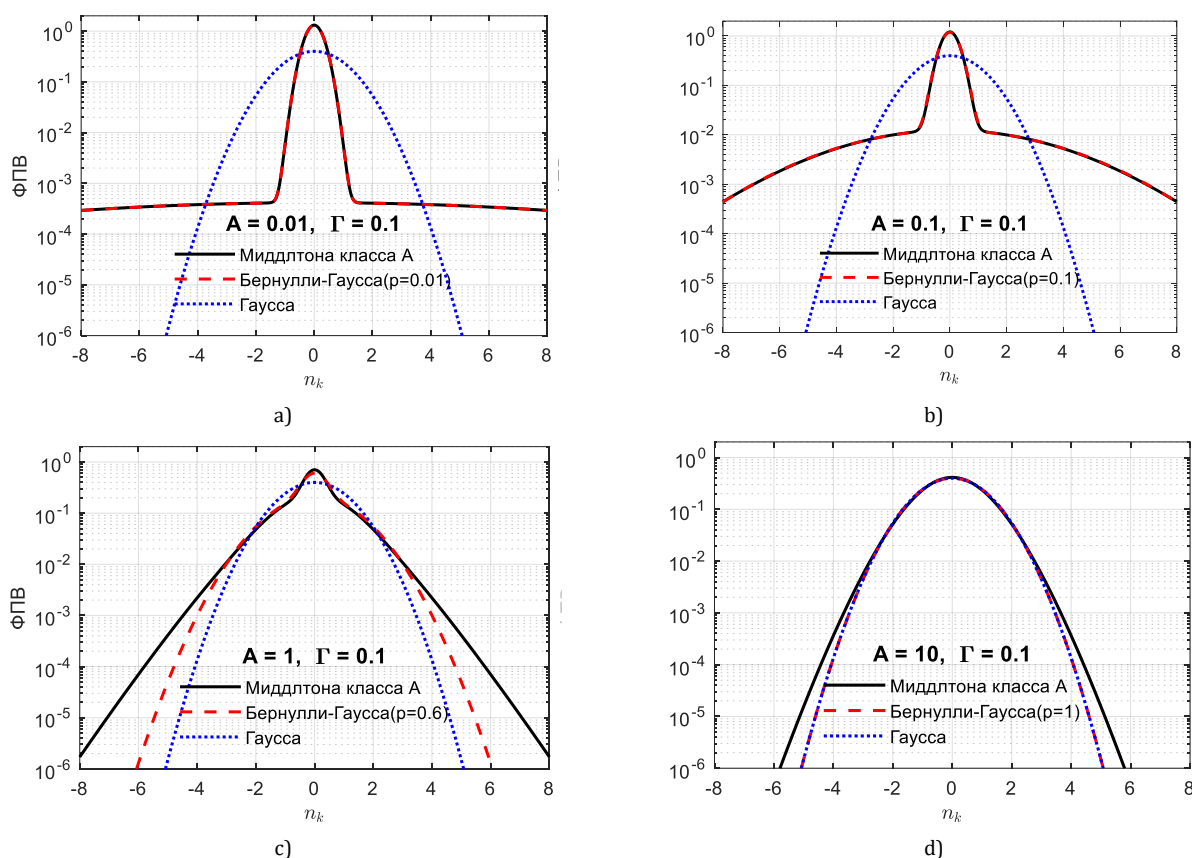 10^0
10^-1
10^-2
10^-3
10^-4
10^-5
10^-6
ФПВ
A = 0.01, Γ = 0.1
Миддлтона класса А
Бернулли-Гаусса(p=0.01)
Гаусса
-8 -6 -4 -2 0 2 4 6 8
n_k
a)
10^0
10^-1
10^-2
10^-3
10^-4
10^-5
10^-6
A = 0.1, Γ = 0.1
Миддлтона класса А
Бернулли-Гаусса(p=0.1)
Гаусса
-8 -6 -4 -2 0 2 4 6 8
n_k
b)
10^0
10^-1
10^-2
10^-3
10^-4
10^-5
10^-6
ФПВ
A = 1, Γ = 0.1
Миддлтона класса А
Бернулли-Гаусса(p=0.6)
Гаусса
-8 -6 -4 -2 0 2 4 6 8
n_k
c)
10^0
10^-1
10^-2
10^-3
10^-4
10^-5
10^-6
A = 10, Γ = 0.1
Миддлтона класса А
Бернулли-Гаусса(p=1)
Гаусса
-8 -6 -4 -2 0 2 4 6 8
n_k
d)